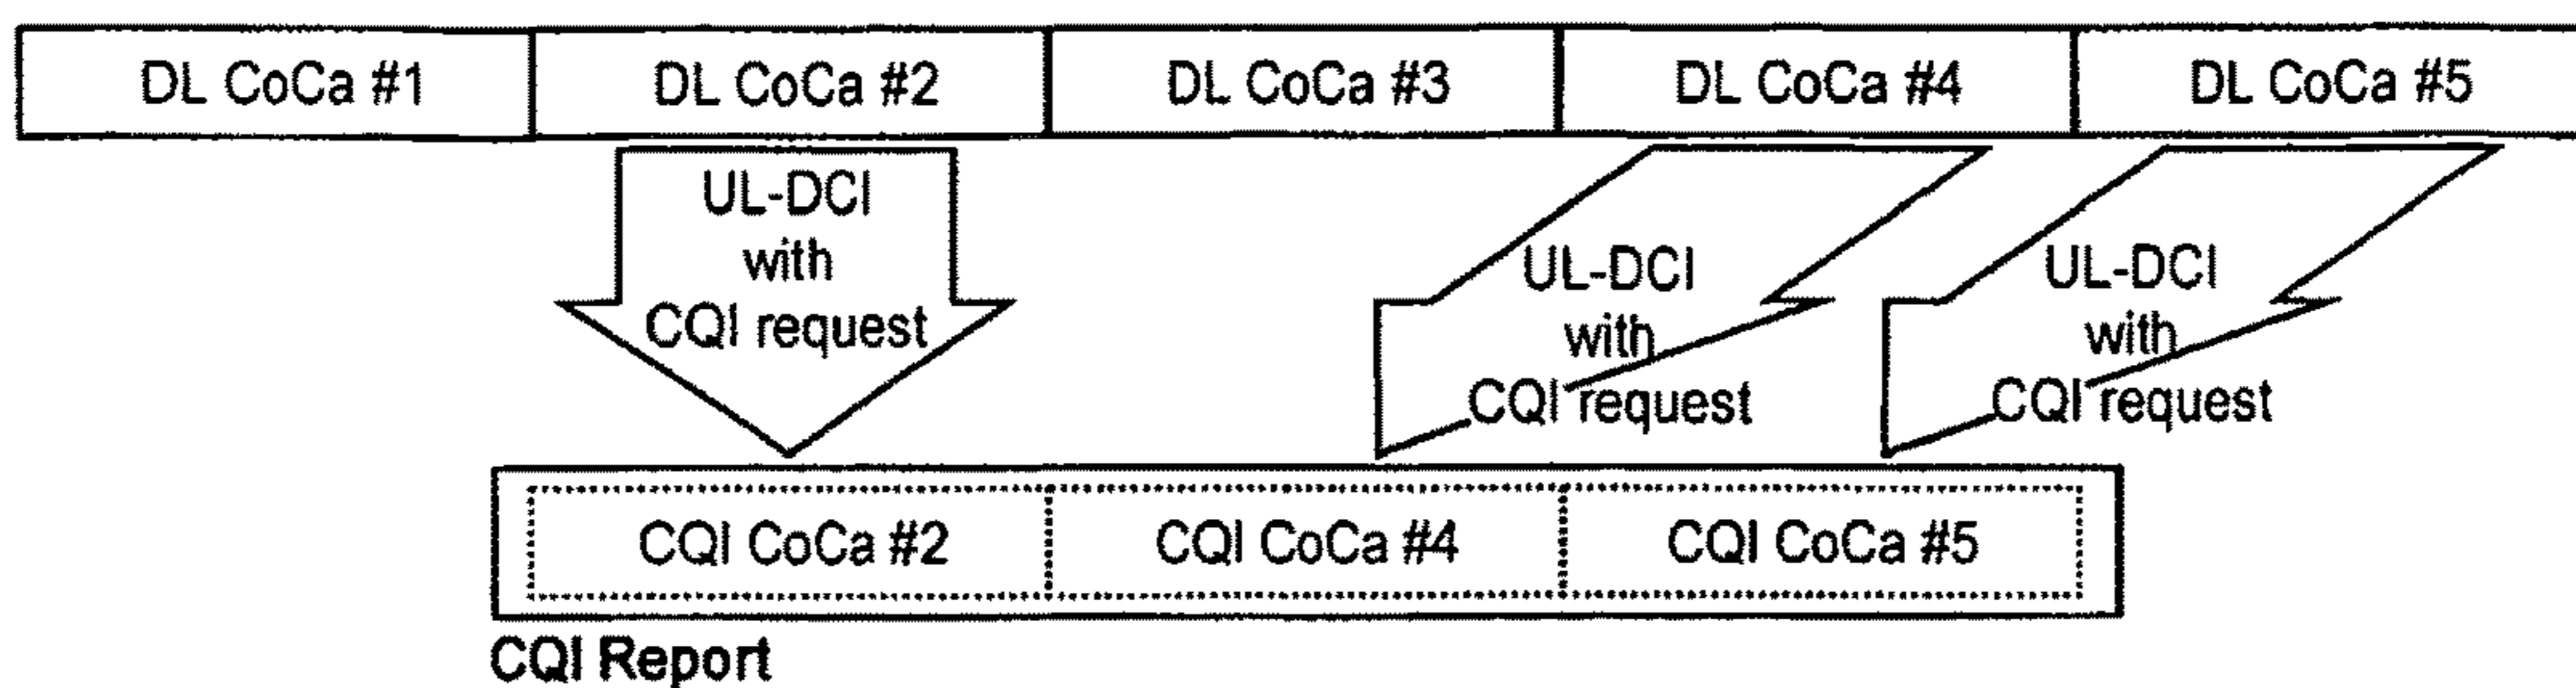 DL CoCa #1 DL CoCa #2 DL CoCa #3 DL CoCa #4 DL CoCa #5
UL-DCI
with
CQI request
UL-DCI
with
CQI request
UL-DCI
with
CQI request
CQI CoCa #2 CQI CoCa #4 CQI CoCa #5
CQI Report